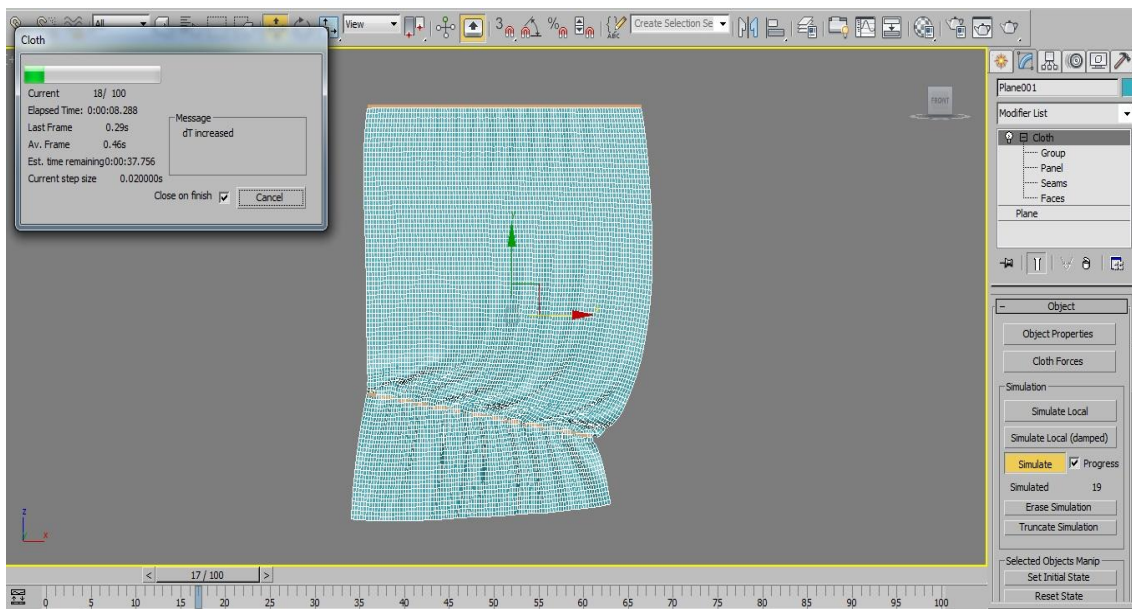 All
View
3
%
ABC
Create Selection Se
Cloth
Current 18/ 100
Elapsed Time: 0:00:08.288
Last Frame 0.29s
Av. Frame 0.46s
Est. time remaining0:00:37.756
Current step size 0.020000s
Message
dT increased
Close on finish
Cancel
FRONT
y
z
x
Plane001
Modifier List
Cloth
Group
Panel
Seams
Faces
Plane
- Object
Object Properties
Cloth Forces
Simulation
Simulate Local
Simulate Local (damped)
Simulate Progress
Simulated 19
Erase Simulation
Truncate Simulation
Selected Objects Manip
Set Initial State
Reset State
< 17 / 100 >
0 5 10 15 20 25 30 35 40 45 50 55 60 65 70 75 80 85 90 95 100